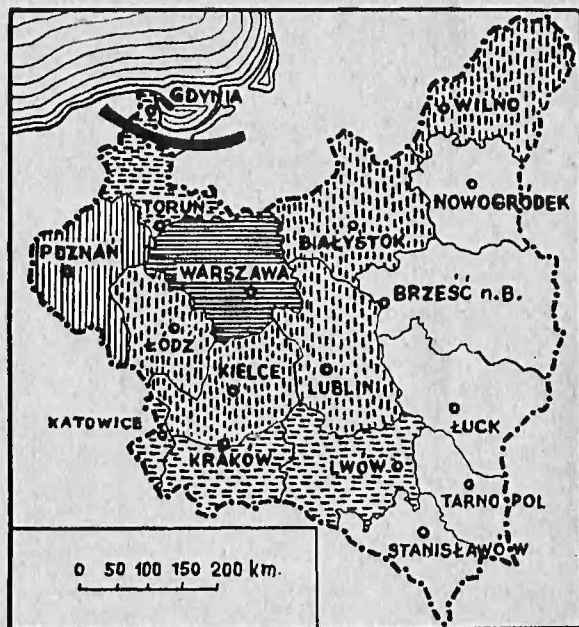 GDYNIA
WILNO
TORUŃ
NOWOGRÓDEK
POZNAŃ
BIAŁYSTOK
WARSZAWA
BRZEŚĆ n.B.
ŁÓDŹ
KIELCE
LUBLIN
KATOWICE
ŁUCK
KRAKÓW
LWÓW
TARNOPOL
STANISŁAWÓW
0 50 100 150 200 km.